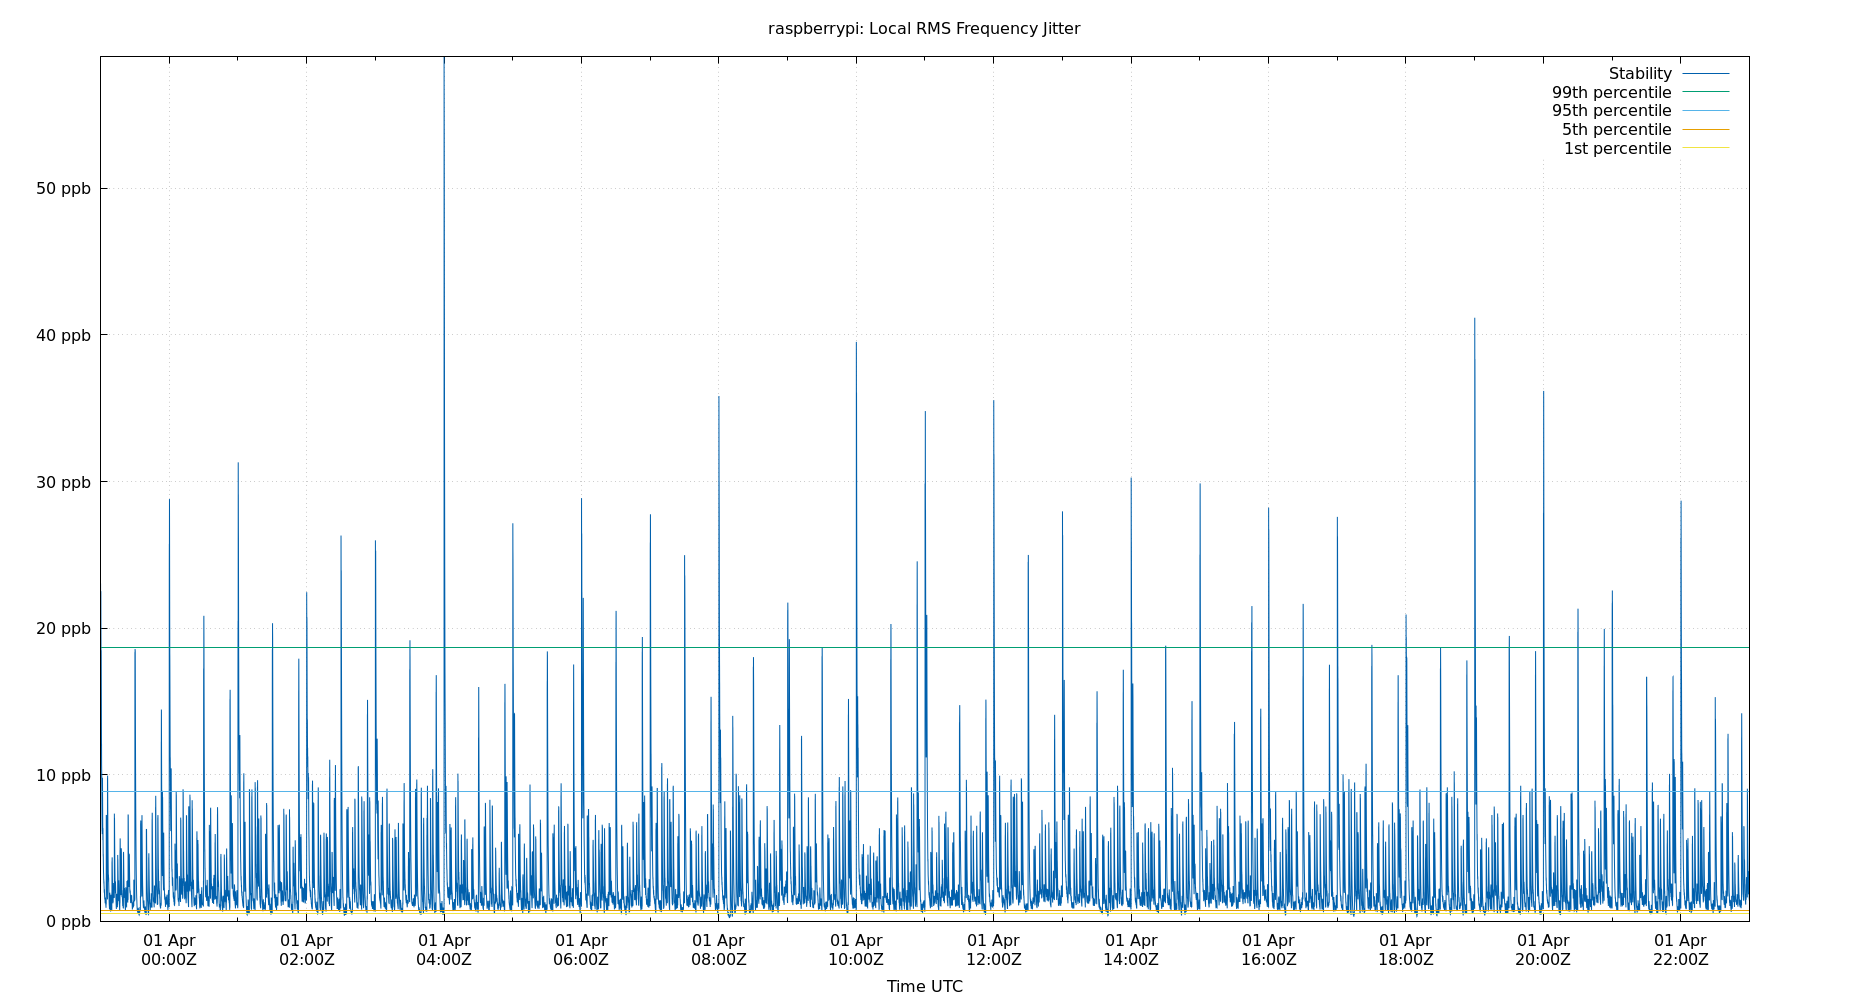 raspberrypi: Local RMS Frequency Jitter
Stability
99th percentile
95th percentile
5th percentile
1st percentile
50 ppb
40 ppb
30 ppb
20 ppb
10 ppb
0 ppb
01 Apr 01 Apr 01 Apr 01 Apr 01 Apr 01 Apr 01 Apr 01 Apr 01 Apr 01 Apr 01 Apr 01 Apr
00:00Z 02:00Z 04:00Z 06:00Z 08:00Z 10:00Z 12:00Z 14:00Z 16:00Z 18:00Z 20:00Z 22:00Z
Time UTC